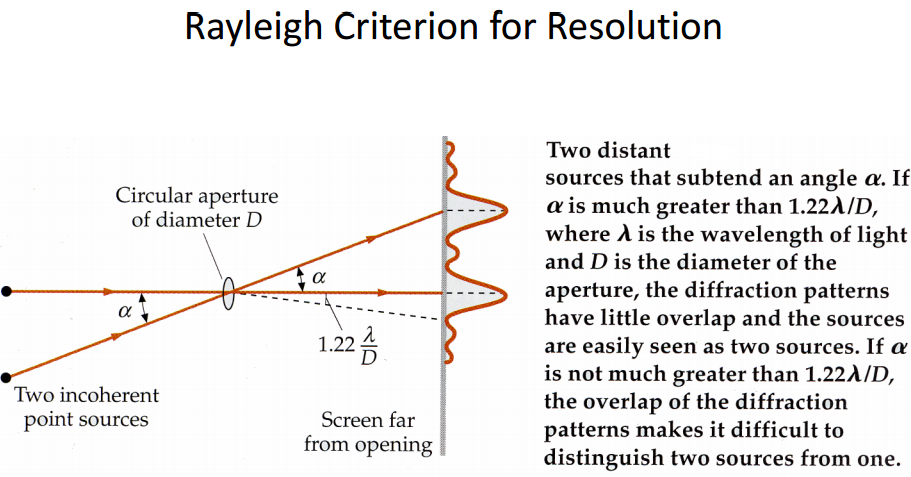 Rayleigh Criterion for Resolution
Circular aperture
of diameter D
α
α
1.22 λ/D
Two incoherent
point sources
Screen far
from opening
Two distant
sources that subtend an angle α. If
α is much greater than 1.22λ/D,
where λ is the wavelength of light
and D is the diameter of the
aperture, the diffraction patterns
have little overlap and the sources
are easily seen as two sources. If α
is not much greater than 1.22λ/D,
the overlap of the diffraction
patterns makes it difficult to
distinguish two sources from one.